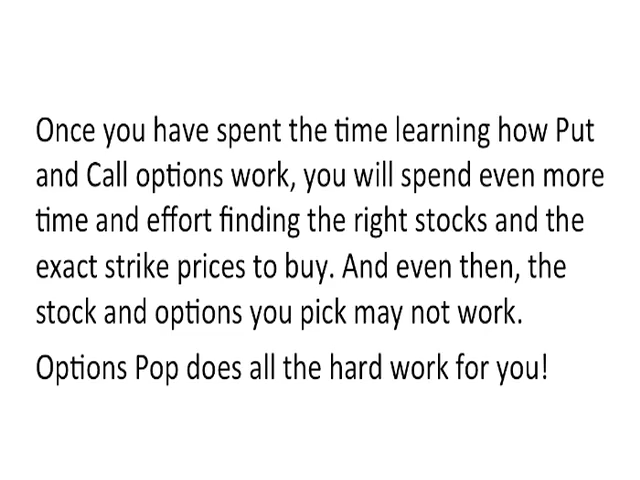 Once you have spent the time learning how Put
and Call options work, you will spend even more
time and effort finding the right stocks and the
exact strike prices to buy. And even then, the
stock and options you pick may not work.
Options Pop does all the hard work for you!